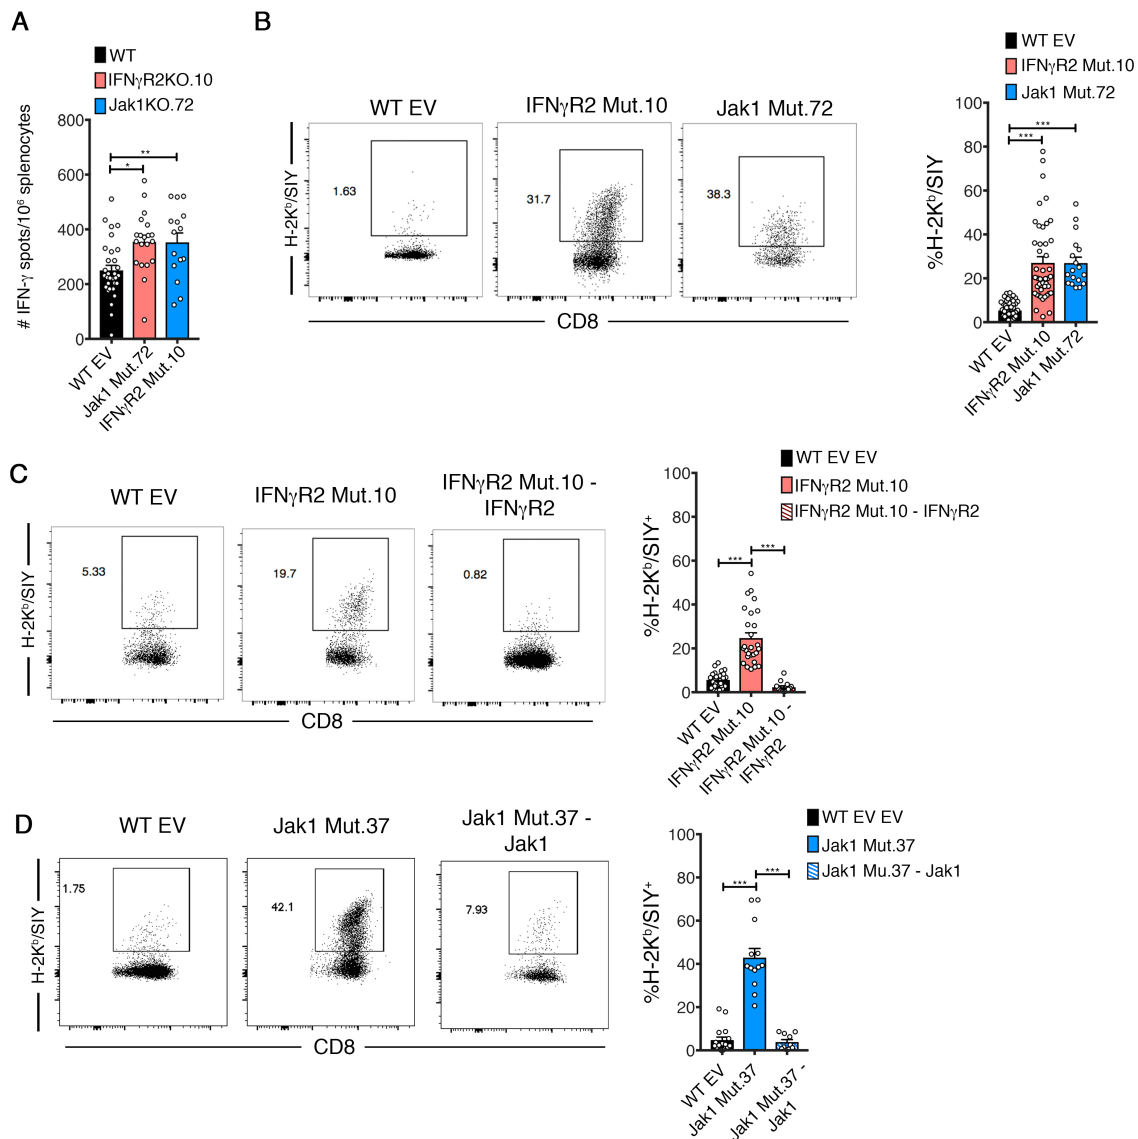 A
WT
IFNγR2KO.10
Jak1KO.72
# IFN-γ spots/10⁶ splenocytes
800
600
400
200
0
**
*
WT EV
Jak1 Mut.72
IFNγR2 Mut.10
B
WT EV
IFNγR2 Mut.10
Jak1 Mut.72
H-2Kᵇ/SIY
1.63
31.7
38.3
CD8
WT EV
IFNγR2 Mut.10
Jak1 Mut.72
%H-2Kᵇ/SIY
100
80
60
40
20
0
***
***
WT EV
IFNγR2 Mut.10
Jak1 Mut.72
C
WT EV
IFNγR2 Mut.10
IFNγR2 Mut.10 -
IFNγR2
H-2Kᵇ/SIY
5.33
19.7
0.82
CD8
WT EV EV
IFNγR2 Mut.10
IFNγR2 Mut.10 - IFNγR2
%H-2Kᵇ/SIY⁺
100
80
60
40
20
0
***
***
WT EV
IFNγR2 Mut.10
IFNγR2 Mut.10 -
IFNγR2
D
WT EV
Jak1 Mut.37
Jak1 Mut.37 -
Jak1
H-2Kᵇ/SIY
1.75
42.1
7.93
CD8
WT EV EV
Jak1 Mut.37
Jak1 Mu.37 - Jak1
%H-2Kᵇ/SIY⁺
100
80
60
40
20
0
***
***
WT EV
Jak1 Mut.37
Jak1 Mut.37 -
Jak1